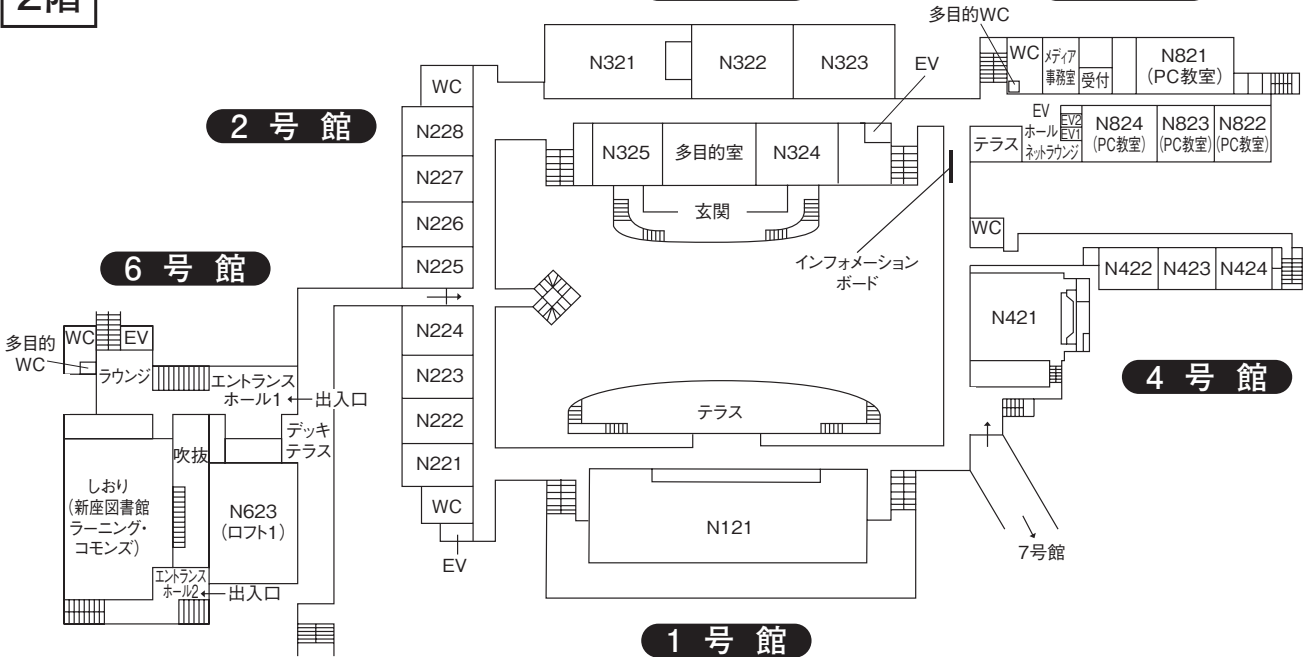 2階
多目的WC
N321
N322
N323
EV
WC
メディア
事務室
受付
N821
(PC教室)
WC
2 号 館
N228
N325
多目的室
N324
テラス
EV
ホール
ネットラウンジ
EV2
EV1
N824
(PC教室)
N823
(PC教室)
N822
(PC教室)
N227
N226
玄関
WC
6 号 館
N225
インフォメーション
ボード
N422
N423
N424
N224
N421
多目的
WC
WC
EV
ラウンジ
エントランス
ホール1
出入口
N223
4 号 館
N222
テラス
デッキ
テラス
吹抜
N221
しおり
(新座図書館
ラーニング・
コモンズ)
N623
(ロフト1)
WC
N121
EV
7号館
エントランス
ホール2
出入口
1 号 館